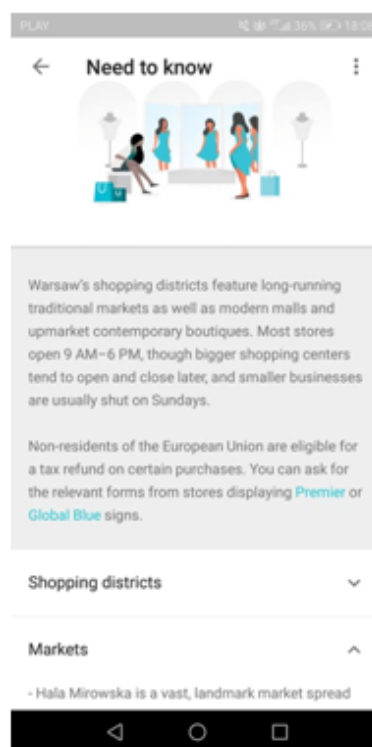 PLAY 36% 18:08
Need to know
Warsaw's shopping districts feature long-running
traditional markets as well as modern malls and
upmarket contemporary boutiques. Most stores
open 9 AM–6 PM, though bigger shopping centers
tend to open and close later, and smaller businesses
are usually shut on Sundays.
Non-residents of the European Union are eligible for
a tax refund on certain purchases. You can ask for
the relevant forms from stores displaying Premier or
Global Blue signs.
Shopping districts
Markets
- Hala Mirowska is a vast, landmark market spread